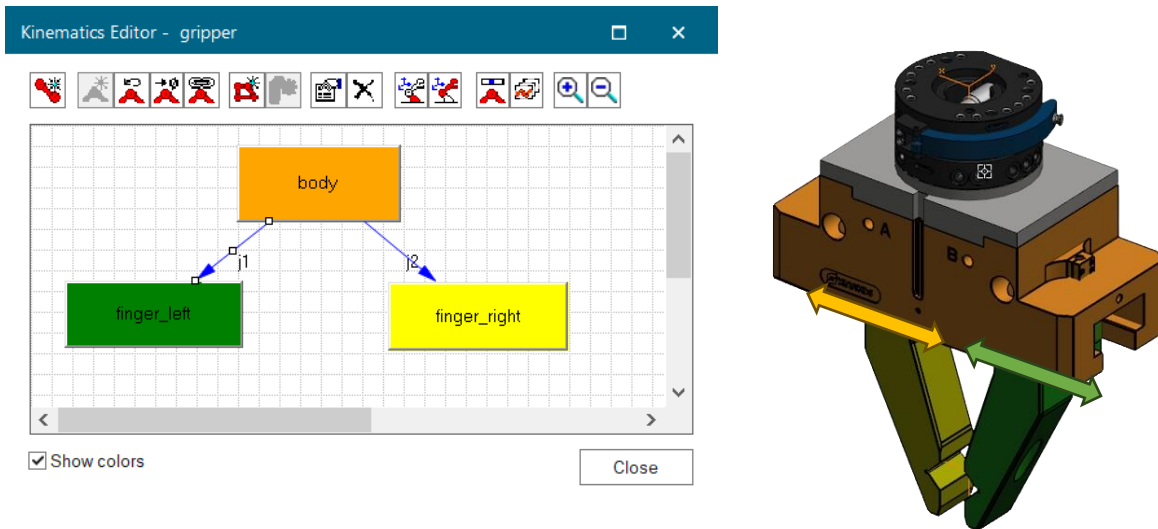 Kinematics Editor - gripper
body
j1
j2
finger_left
finger_right
Show colors
Close
x
y
A
B